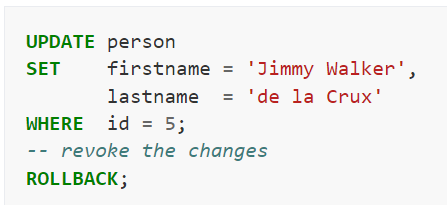 UPDATE person
SET    firstname = 'Jimmy Walker',
       lastname  = 'de la Crux'
WHERE  id = 5;
-- revoke the changes
ROLLBACK;